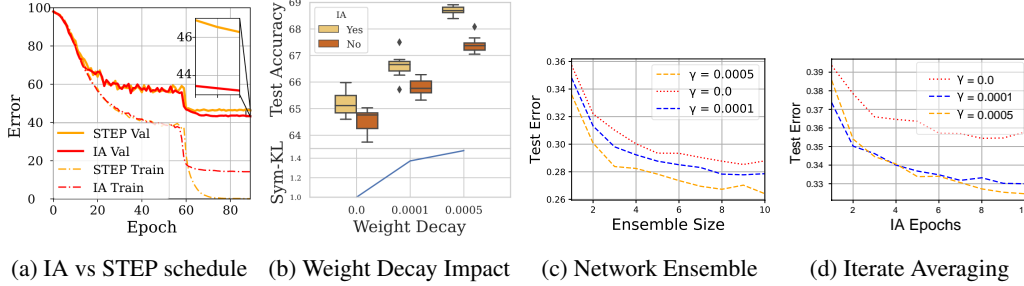 100
80
60
40
20
0
Error
46
44
STEP Val
IA Val
STEP Train
IA Train
0 20 40 60 80
Epoch
(a) IA vs STEP schedule
69
68
67
66
65
64
Test Accuracy
IA
Yes
No
Sym-KL
1.4
1.2
1.0
0.0 0.0001 0.0005
Weight Decay
(b) Weight Decay Impact
0.36
0.34
0.32
0.30
0.28
0.26
Test Error
γ = 0.0005
γ = 0.0
γ = 0.0001
2 4 6 8 10
Ensemble Size
(c) Network Ensemble
0.39
0.37
0.36
0.34
0.33
Test Error
γ = 0.0
γ = 0.0001
γ = 0.0005
2 4 6 8 10
IA Epochs
(d) Iterate Averaging